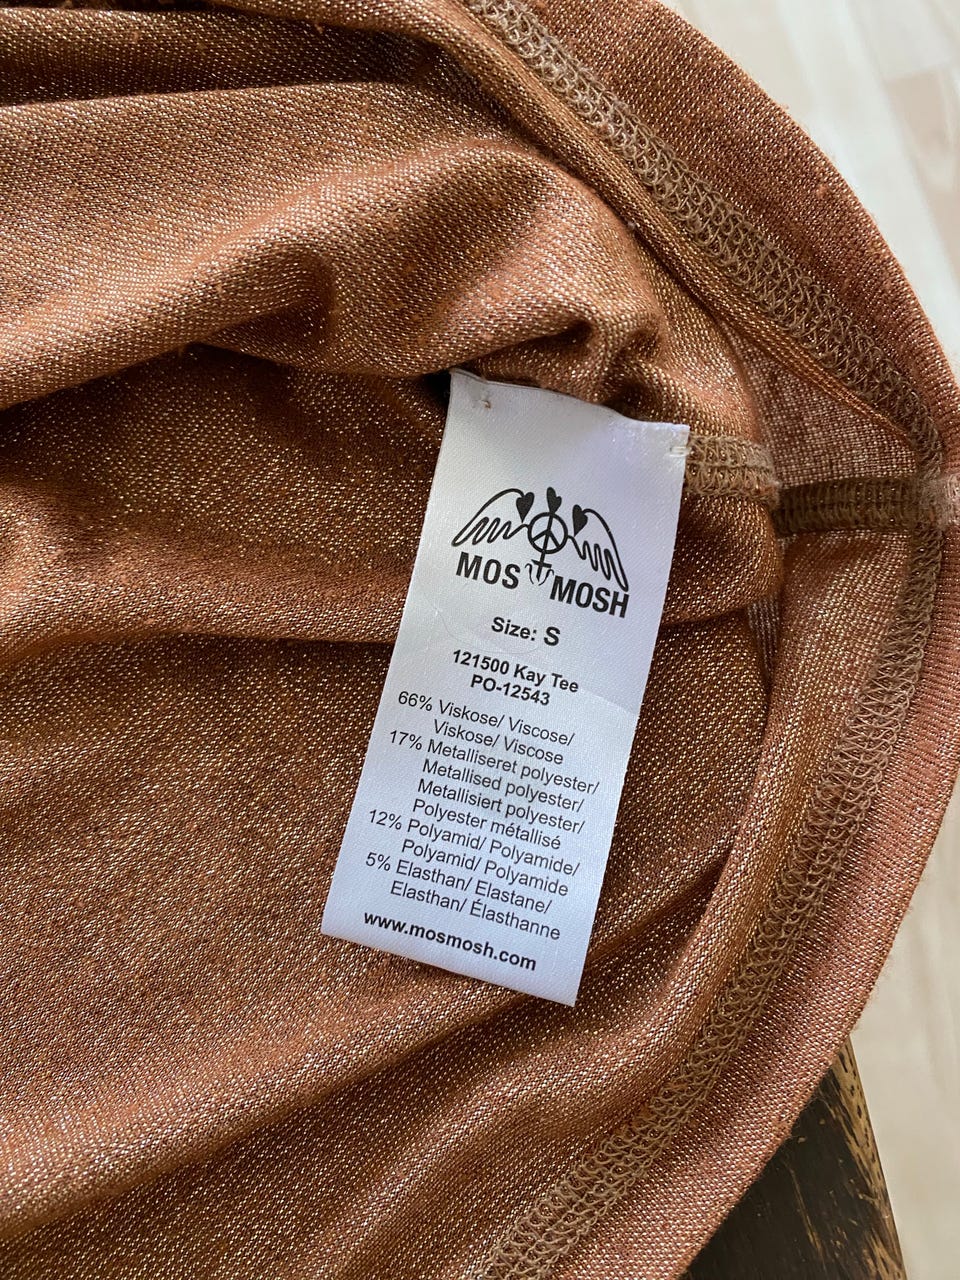 MOS MOSH
Size: S
121500 Kay Tee
PO-12543
66% Viskose/ Viscose/
Viskose/ Viscose
17% Metalliseret polyester/
Metallised polyester/
Metallisiert polyester/
Polyester métallisé
12% Polyamid/ Polyamide/
Polyamid/ Polyamide
5% Elasthan/ Elastane/
Elasthan/ Élasthanne
www.mosmosh.com